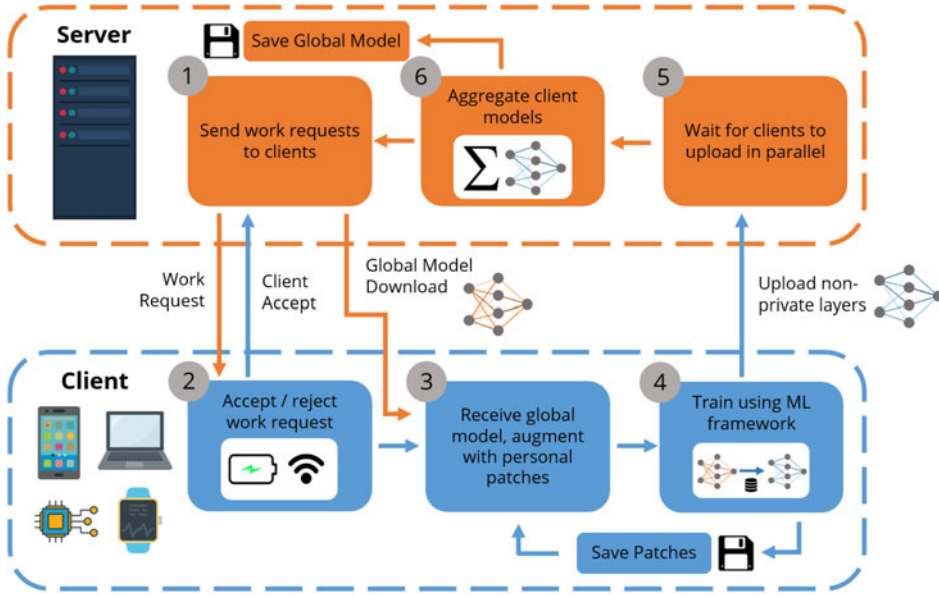 Server
Save Global Model
1
Send work requests
to clients
6
Aggregate client
models
Σ
5
Wait for clients to
upload in parallel
Work
Request
Client
Accept
Global Model
Download
Upload non-
private layers
Client
2
Accept / reject
work request
3
Receive global
model, augment
with personal
patches
4
Train using ML
framework
Save Patches